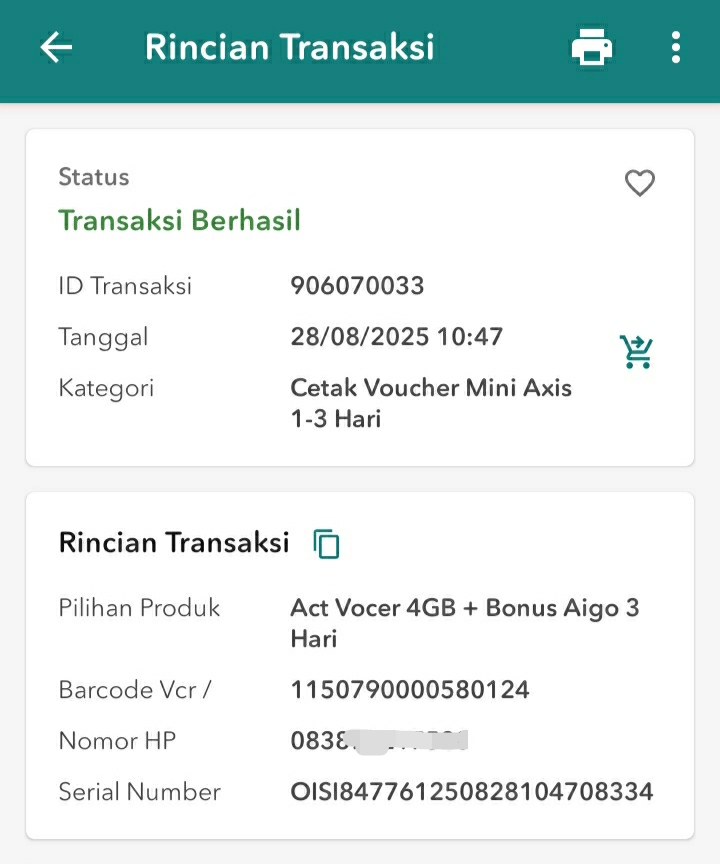 Rincian Transaksi
Status
Transaksi Berhasil
ID Transaksi 906070033
Tanggal 28/08/2025 10:47
Kategori Cetak Voucher Mini Axis
1-3 Hari
Rincian Transaksi
Pilihan Produk Act Vocer 4GB + Bonus Aigo 3
Hari
Barcode Vcr / 1150790000580124
Nomor HP 0838
Serial Number OISI847761250828104708334